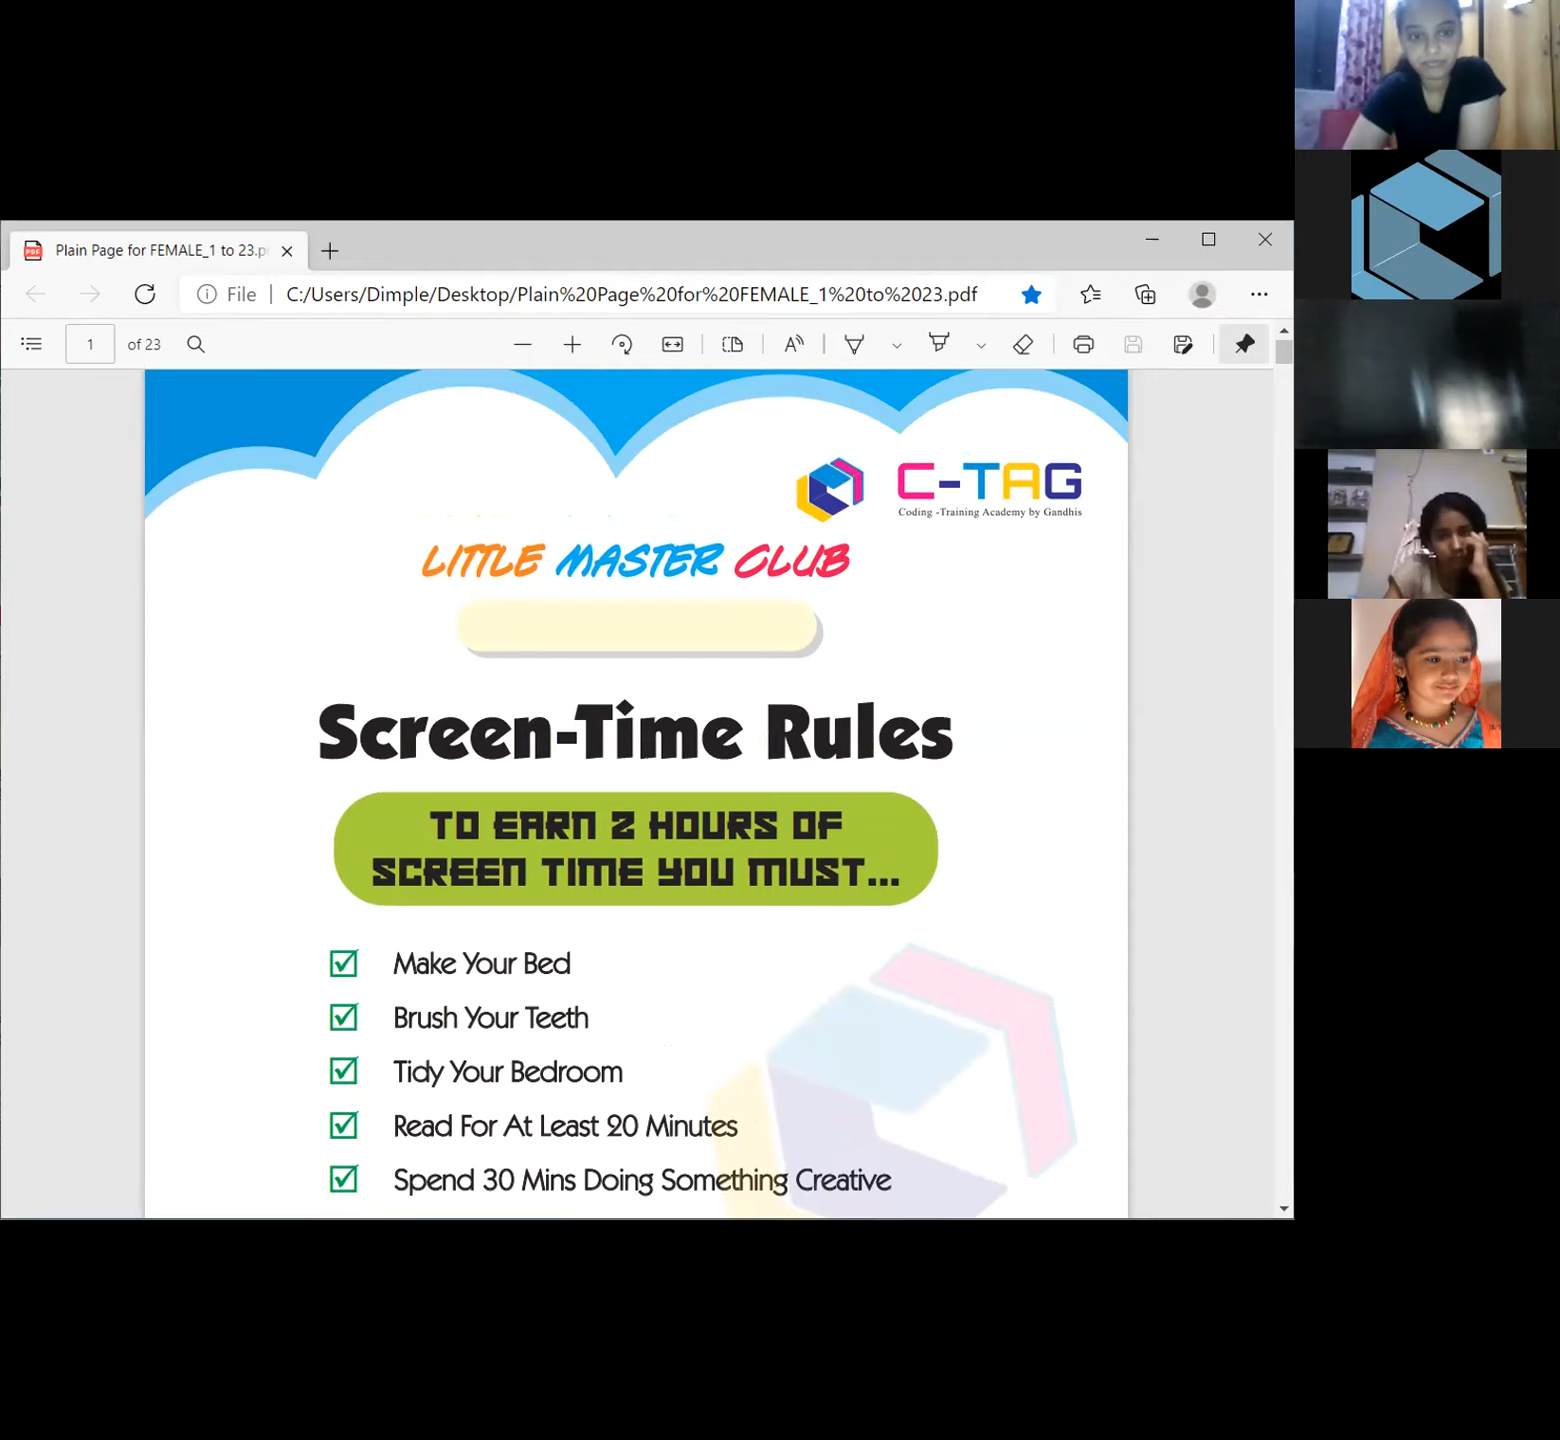 Plain Page for FEMALE_1 to 23.p
File
C:/Users/Dimple/Desktop/Plain%20Page%20for%20FEMALE_1%20to%2023.pdf
1 of 23
C-TAG
Coding -Training Academy by Gandhis
LITTLE MASTER CLUB
Screen-Time Rules
TO EARN 2 HOURS OF
SCREEN TIME YOU MUST...
Make Your Bed
Brush Your Teeth
Tidy Your Bedroom
Read For At Least 20 Minutes
Spend 30 Mins Doing Something Creative